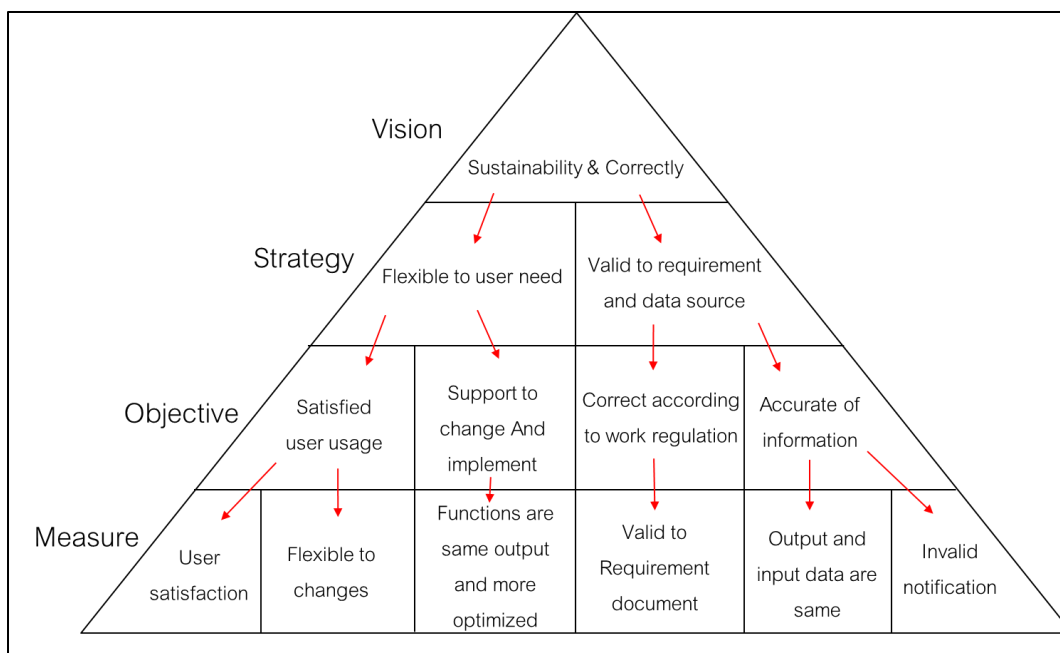 Vision
Sustainability & Correctly
Strategy
Flexible to user need
Valid to requirement
and data source
Objective
Satisfied
user usage
Support to
change And
implement
Correct according
to work regulation
Accurate of
information
Measure
User
satisfaction
Flexible to
changes
Functions are
same output
and more
optimized
Valid to
Requirement
document
Output and
input data are
same
Invalid
notification